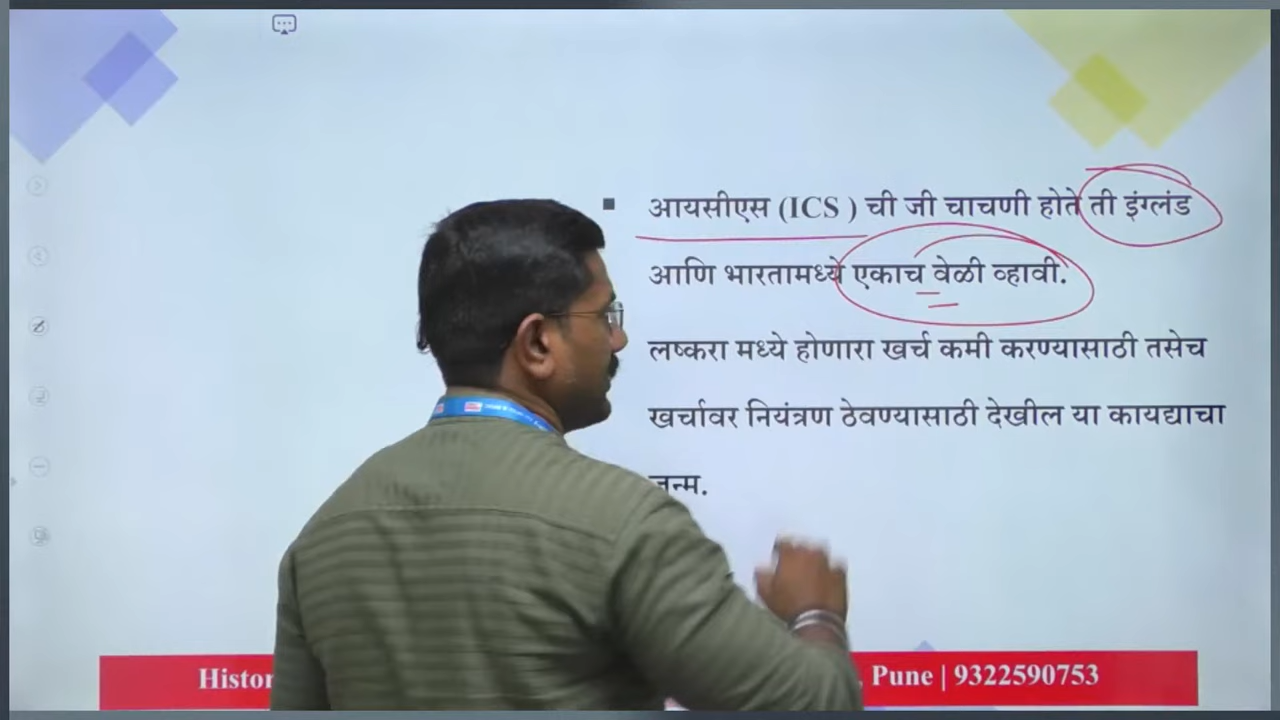 आयसीएस (ICS ) ची जी चाचणी होते ती इंग्लंड
आणि भारतामध्ये एकाच वेळी व्हावी.
लष्करा मध्ये होणारा खर्च कमी करण्यासाठी तसेच
खर्चावर नियंत्रण ठेवण्यासाठी देखील या कायद्याचा
जन्म.
Pune | 9322590753